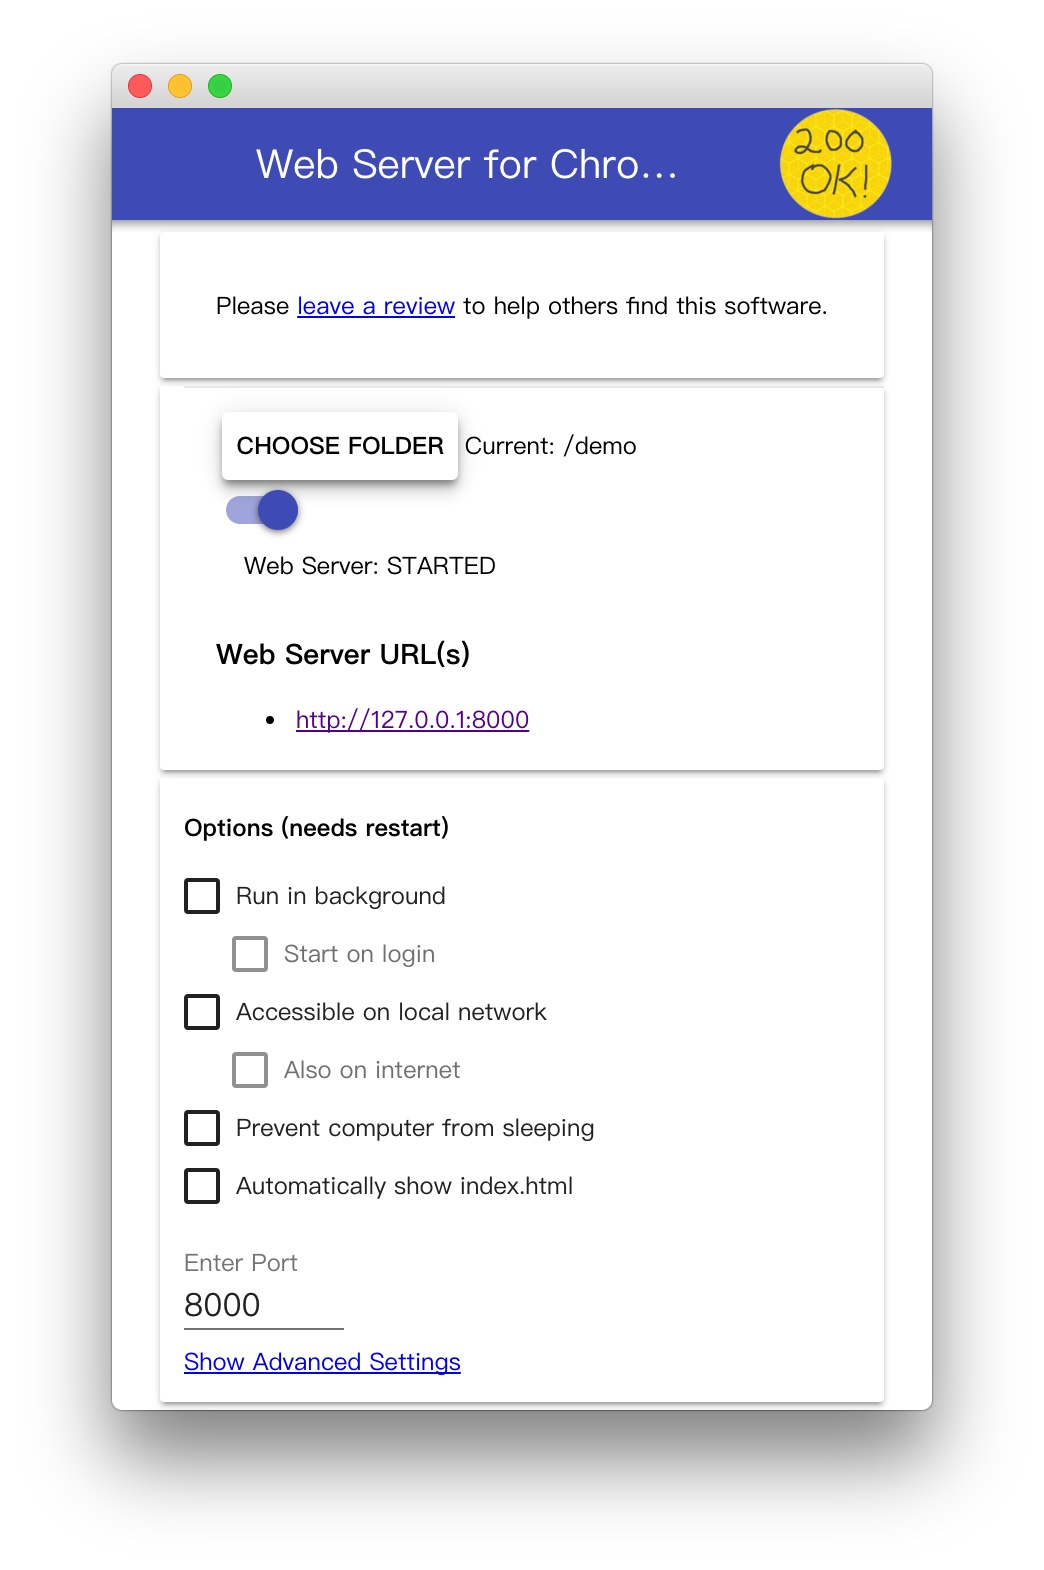 Web Server for Chro...
200
OK!
Please leave a review to help others find this software.
CHOOSE FOLDER Current: /demo
Web Server: STARTED
Web Server URL(s)
• http://127.0.0.1:8000
Options (needs restart)
Run in background
Start on login
Accessible on local network
Also on internet
Prevent computer from sleeping
Automatically show index.html
Enter Port
8000
Show Advanced Settings